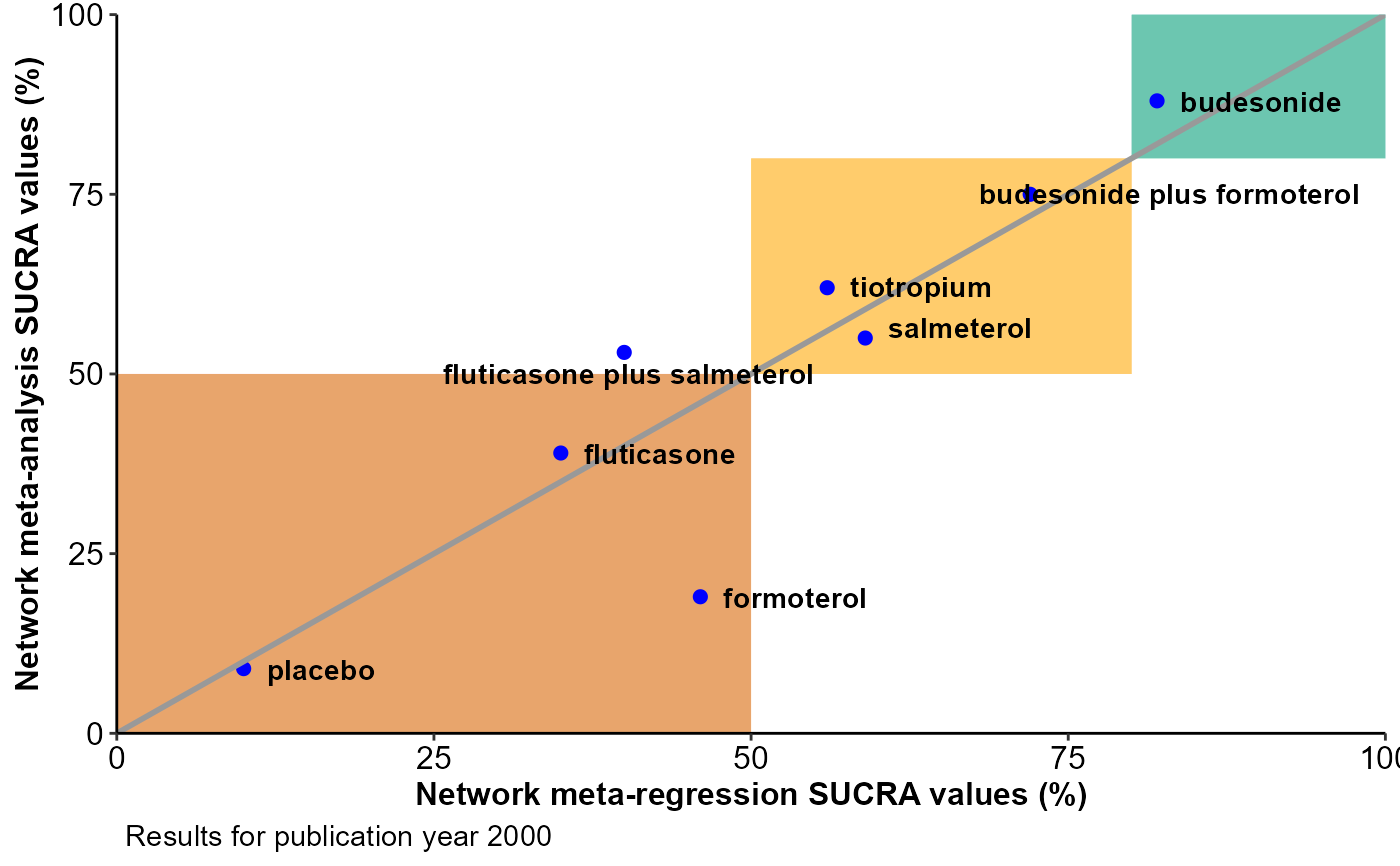 100
budesonide
75
budesonide plus formoterol
tiotropium
salmeterol
50
fluticasone plus salmeterol
fluticasone
25
formoterol
placebo
0
Network meta-analysis SUCRA values (%)
0 25 50 75 100
Network meta-regression SUCRA values (%)
Results for publication year 2000